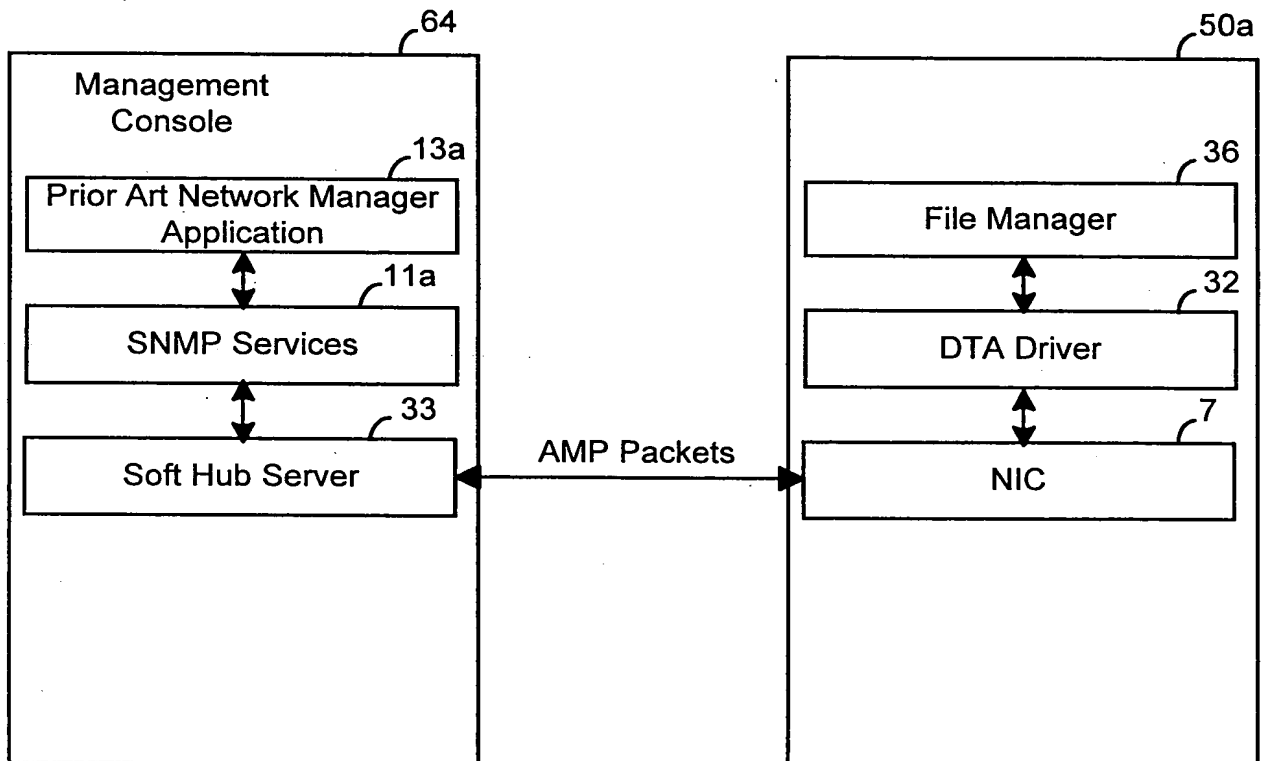 64
Management
Console
13a
Prior Art Network Manager
Application
11a
SNMP Services
33
Soft Hub Server
AMP Packets
50a
36
File Manager
32
DTA Driver
7
NIC